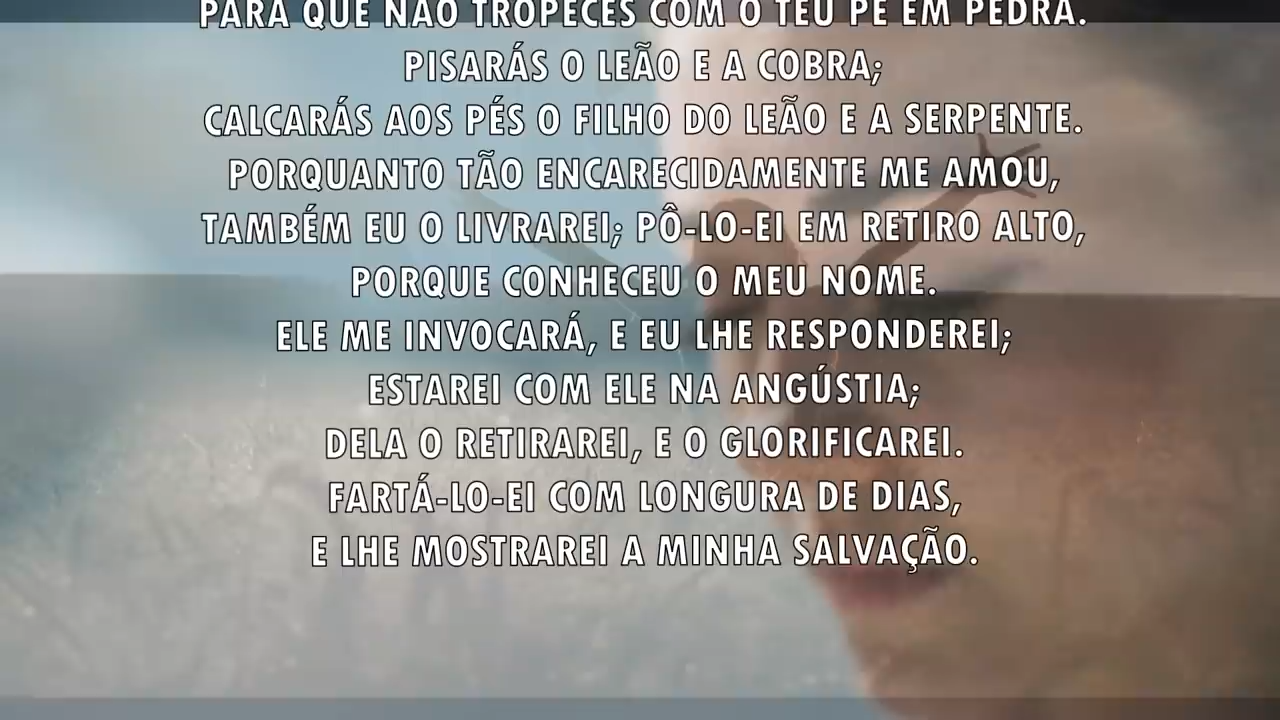 PARA QUE NÃO TROPECES COM O TEU PÉ EM PEDRA.
PISARÁS O LEÃO E A COBRA;
CALCARÁS AOS PÉS O FILHO DO LEÃO E A SERPENTE.
PORQUANTO TÃO ENCARECIDAMENTE ME AMOU,
TAMBÉM EU O LIVRAREI; PÔ-LO-EI EM RETIRO ALTO,
PORQUE CONHECEU O MEU NOME.
ELE ME INVOCARÁ, E EU LHE RESPONDEREI;
ESTAREI COM ELE NA ANGÚSTIA;
DELA O RETIRAREI, E O GLORIFICAREI.
FARTÁ-LO-EI COM LONGURA DE DIAS,
E LHE MOSTRAREI A MINHA SALVAÇÃO.